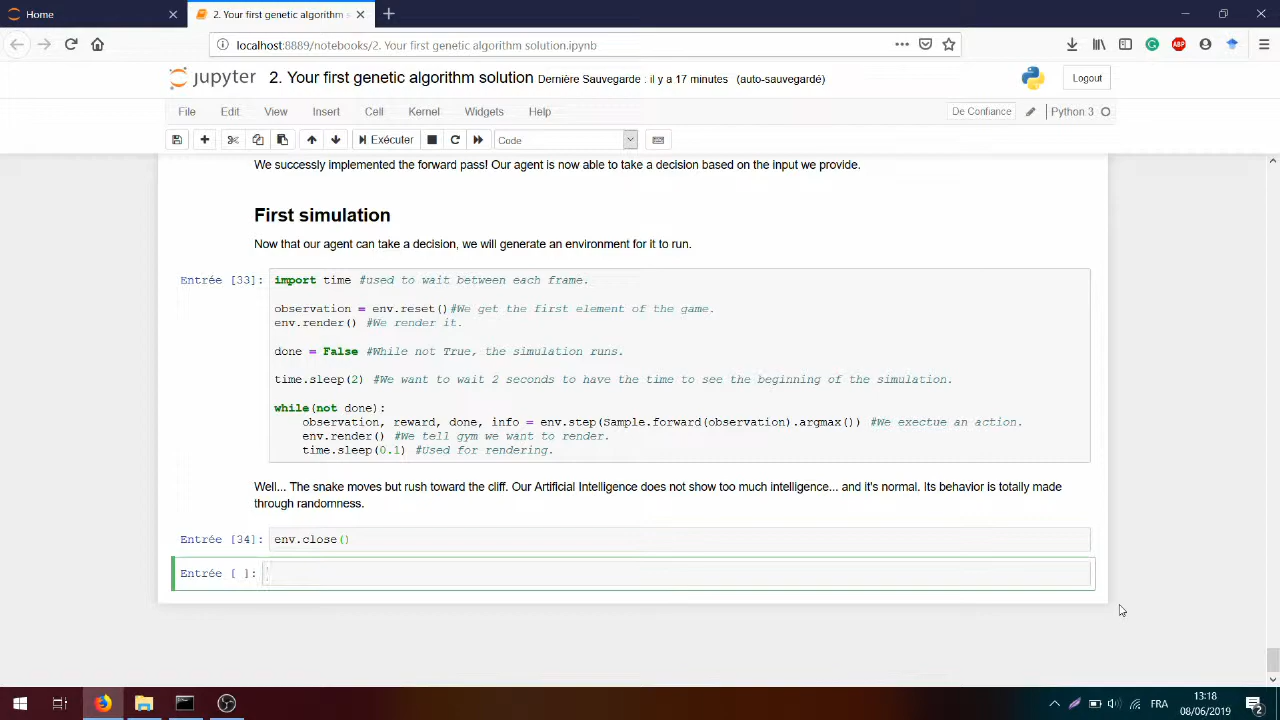 Home
2. Your first genetic algorithm s
localhost:8889/notebooks/2. Your first genetic algorithm solution.ipynb
ABP
jupyter 2. Your first genetic algorithm solution Dernière Sauvegarde : il y a 17 minutes (auto-sauvegardé)
Logout
File Edit View Insert Cell Kernel Widgets Help
De Confiance
Python 3
Exécuter
Code
We successly implemented the forward pass! Our agent is now able to take a decision based on the input we provide.
First simulation
Now that our agent can take a decision, we will generate an environment for it to run.
Entrée [33]: import time #used to wait between each frame.
observation = env.reset()#We get the first element of the game.
env.render() #We render it.
done = False #While not True, the simulation runs.
time.sleep(2) #We want to wait 2 seconds to have the time to see the beginning of the simulation.
while(not done):
observation, reward, done, info = env.step(Sample.forward(observation).argmax()) #We exectue an action.
env.render() #We tell gym we want to render.
time.sleep(0.1) #Used for rendering.
Well... The snake moves but rush toward the cliff. Our Artificial Intelligence does not show too much intelligence... and it's normal. Its behavior is totally made
through randomness.
Entrée [34]: env.close()
Entrée [ ]:
FRA
13:18
08/06/2019
2